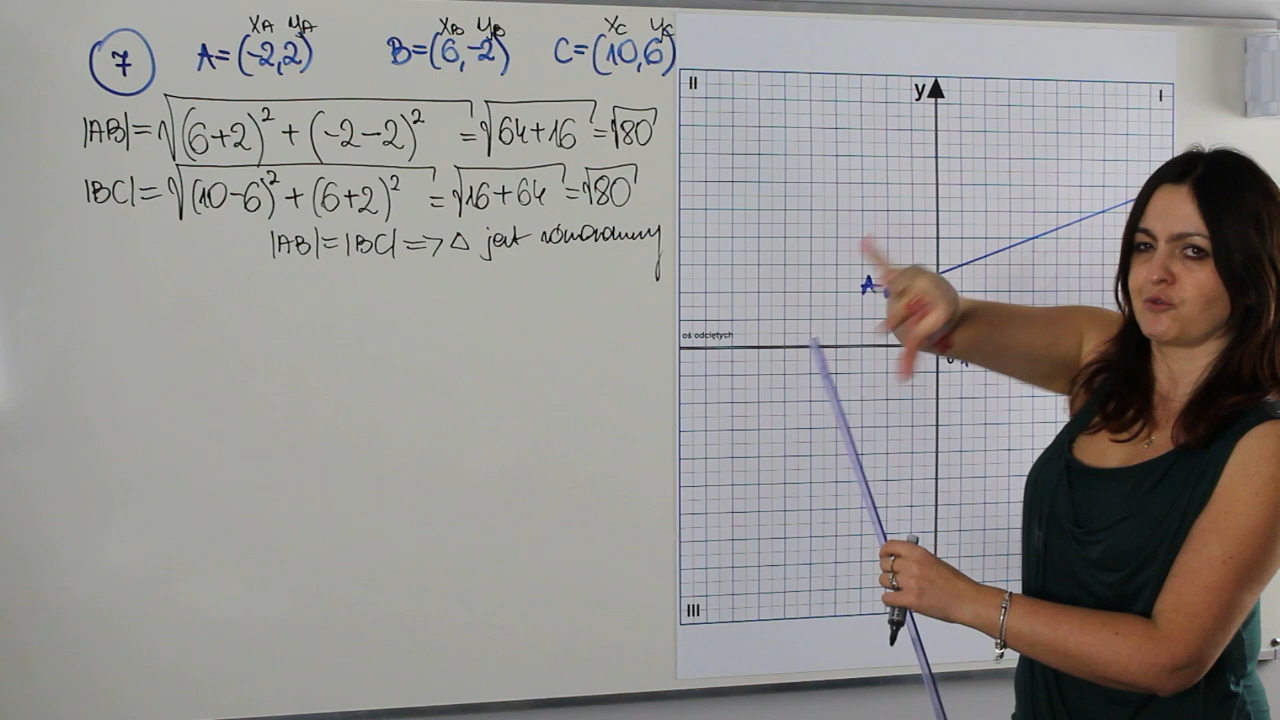 7 A=(-2,2) B=(6,-2) C=(10,6)
xA yA xB yB xC yC
|AB|=√(6+2)²+(-2-2)² =√64+16 =√80
|BC|=√(10-6)²+(6+2)² =√16+64 =√80
|AB|=|BC| => △ jest równoramienny
II
y
I
A
oś odciętych
0
III